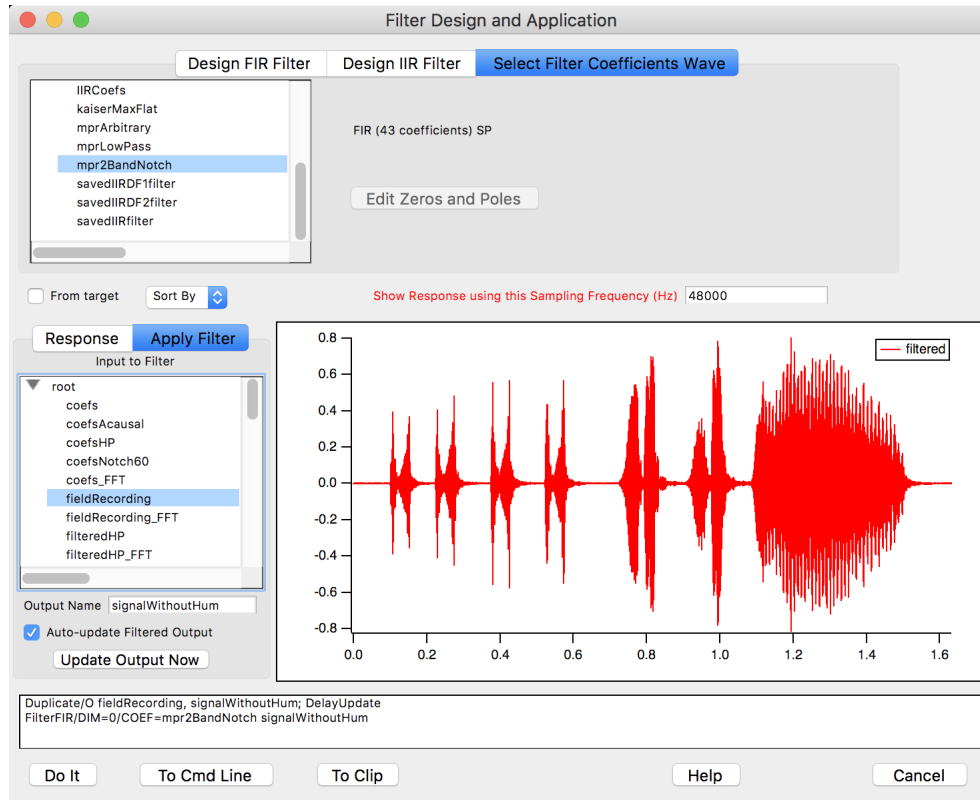 Filter Design and Application
Design FIR Filter
Design IIR Filter
Select Filter Coefficients Wave
IIRCoefs
kaiserMaxFlat
mprArbitrary
mprLowPass
mpr2BandNotch
savedIIRDF1filter
savedIIRDF2filter
savedIIRfilter
FIR (43 coefficients) SP
Edit Zeros and Poles
From target
Sort By
Show Response using this Sampling Frequency (Hz) 48000
Response
Apply Filter
Input to Filter
root
coefs
coefsAcausal
coefsHP
coefsNotch60
coefs_FFT
fieldRecording
fieldRecording_FFT
filteredHP
filteredHP_FFT
Output Name signalWithoutHum
Auto-update Filtered Output
Update Output Now
0.8
0.6
0.4
0.2
0.0
-0.2
-0.4
-0.6
-0.8
0.0 0.2 0.4 0.6 0.8 1.0 1.2 1.4 1.6
filtered
Duplicate/O fieldRecording, signalWithoutHum; DelayUpdate
FilterFIR/DIM=0/COEF=mpr2BandNotch signalWithoutHum
Do It
To Cmd Line
To Clip
Help
Cancel